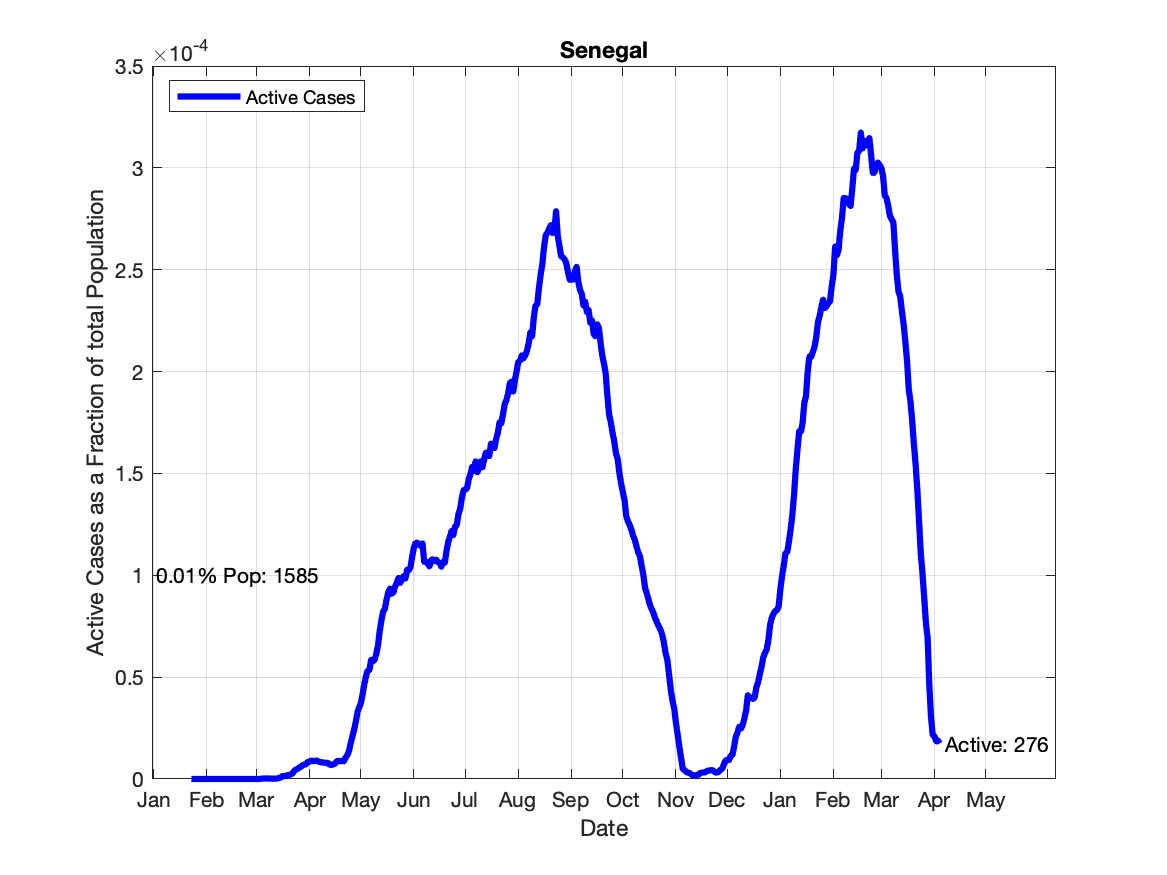 Senegal
×10-4
Active Cases
3.5
3
2.5
2
1.5
1
0.5
0
Active Cases as a Fraction of total Population
0.01% Pop: 1585
Active: 276
Jan Feb Mar Apr May Jun Jul Aug Sep Oct Nov Dec Jan Feb Mar Apr May
Date